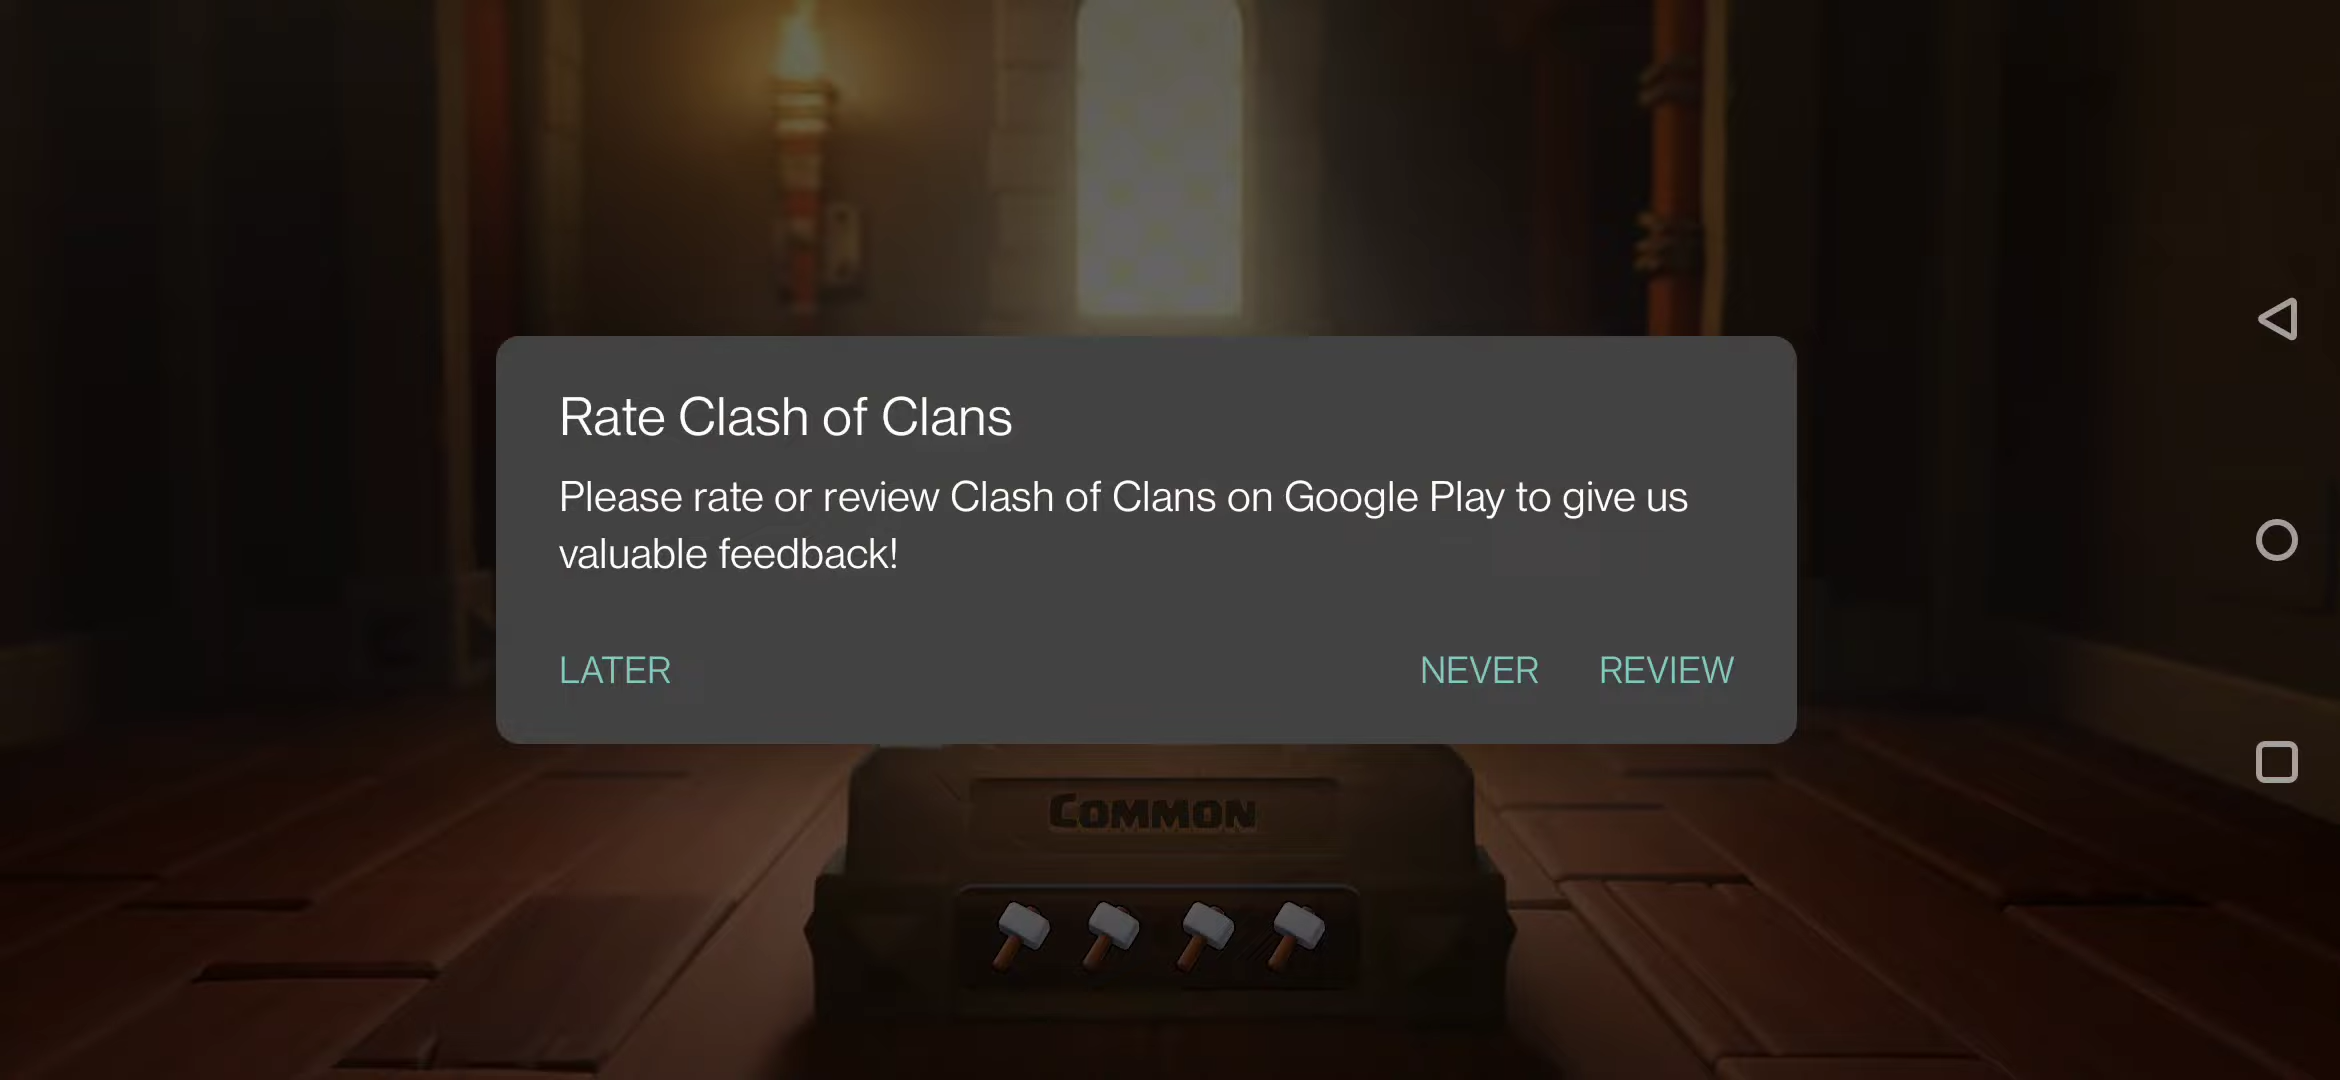 Rate Clash of Clans
Please rate or review Clash of Clans on Google Play to give us
valuable feedback!
LATER NEVER REVIEW
COMMON